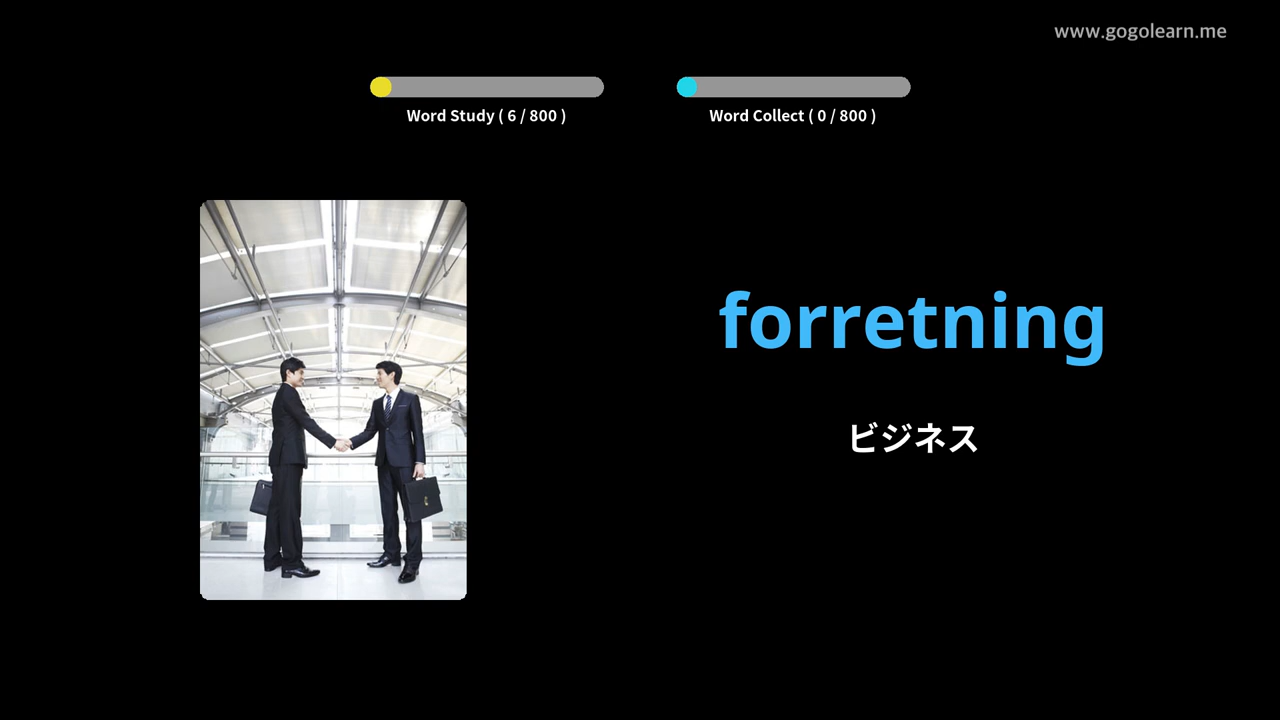 www.gogolearn.me
Word Study ( 6 / 800 )
Word Collect ( 0 / 800 )
forretning
ビジネス